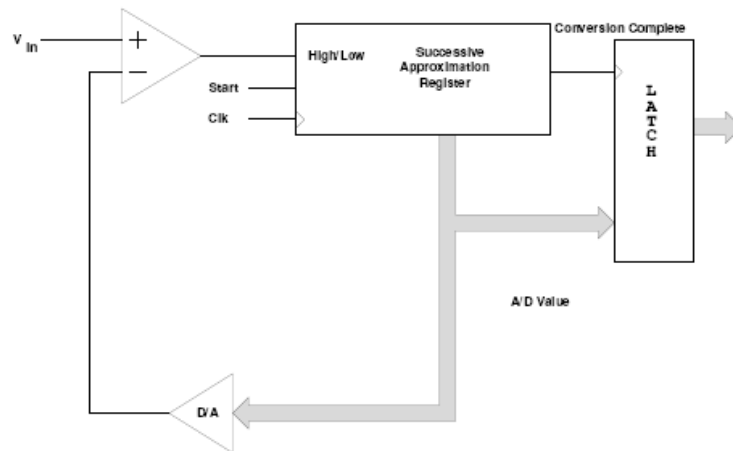 Conversion Complete
V In
+
−
High/Low
Successive
Approximation
Register
Start
Clk
L
A
T
C
H
A/D Value
D/A